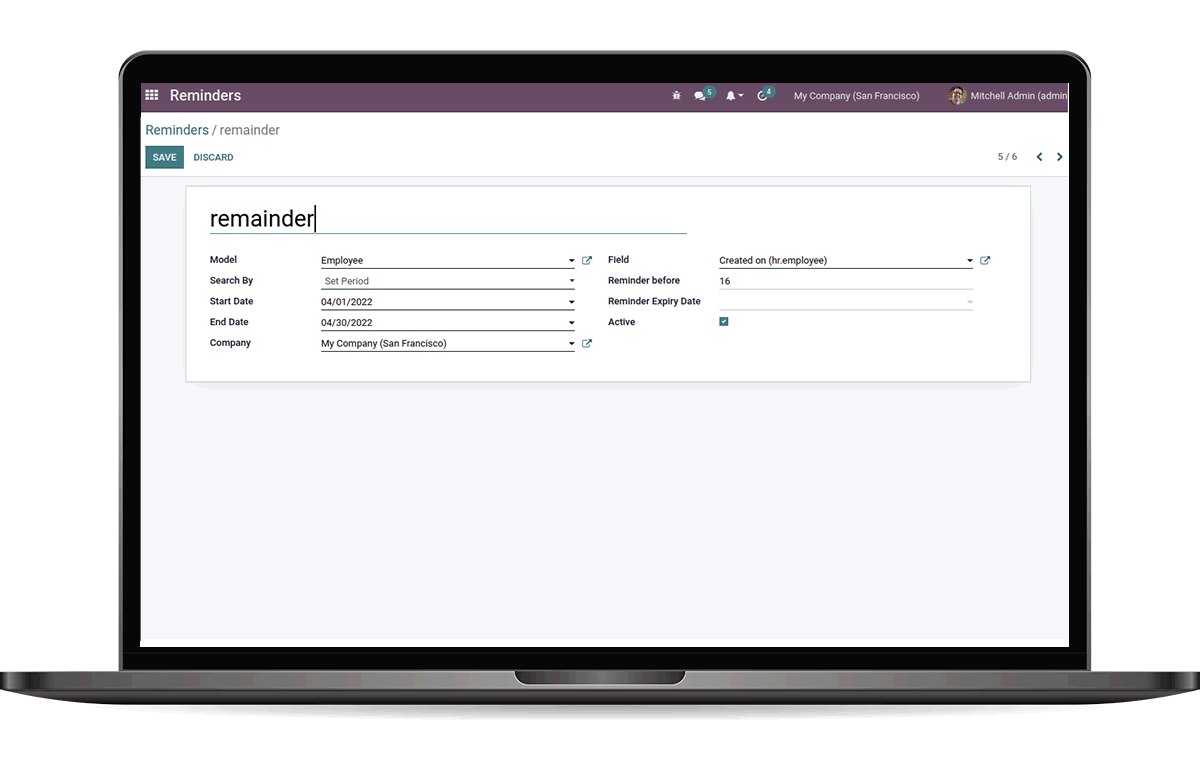 Reminders 5 4 My Company (San Francisco) Mitchell Admin (admin
Reminders / remainder
SAVE DISCARD 5 / 6
remainder
Model Employee Field Created on (hr.employee)
Search By Set Period Reminder before 16
Start Date 04/01/2022 Reminder Expiry Date
End Date 04/30/2022 Active
Company My Company (San Francisco)